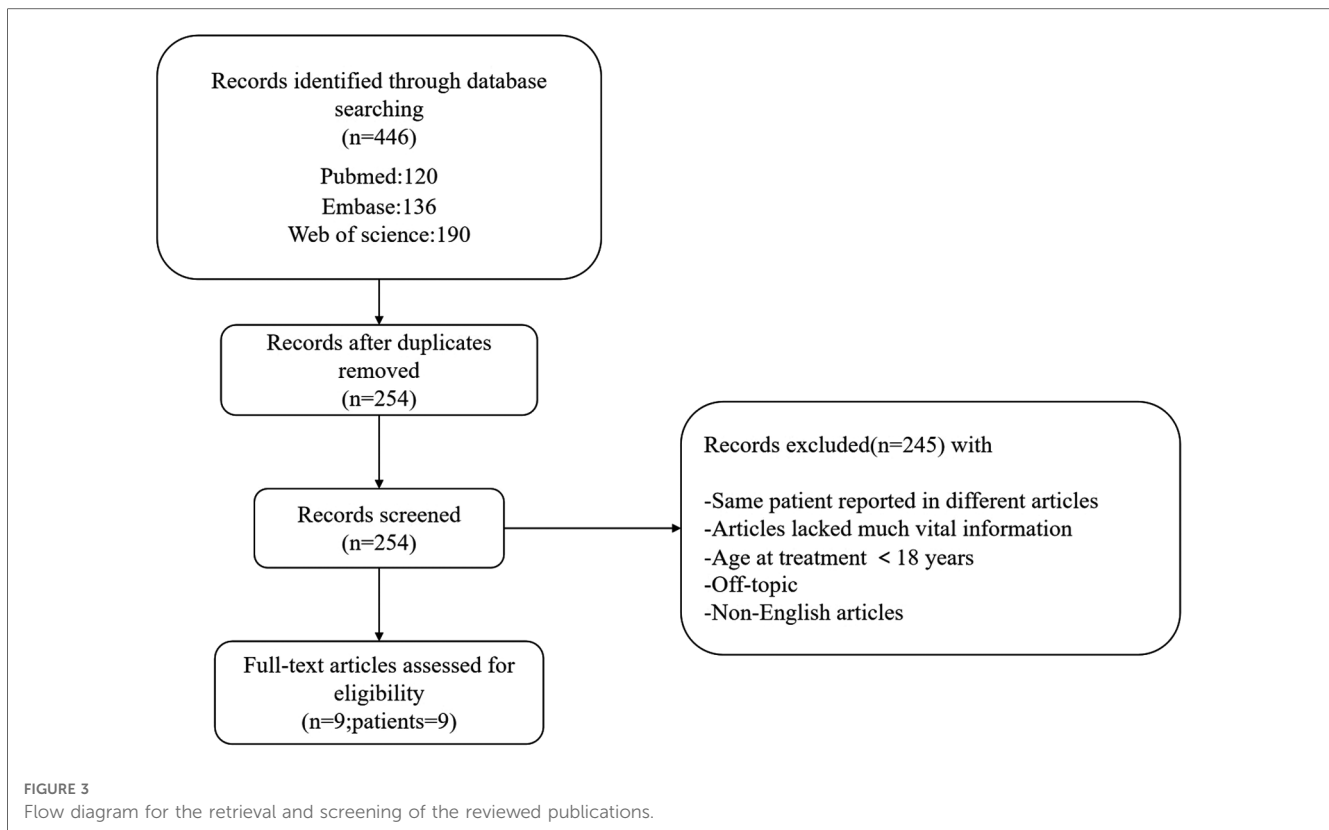 Records identified through database
searching
(n=446)
Pubmed:120
Embase:136
Web of science:190
Records after duplicates
removed
(n=254)
Records screened
(n=254)
Records excluded(n=245) with
-Same patient reported in different articles
-Articles lacked much vital information
-Age at treatment < 18 years
-Off-topic
-Non-English articles
Full-text articles assessed for
eligibility
(n=9;patients=9)
FIGURE 3
Flow diagram for the retrieval and screening of the reviewed publications.